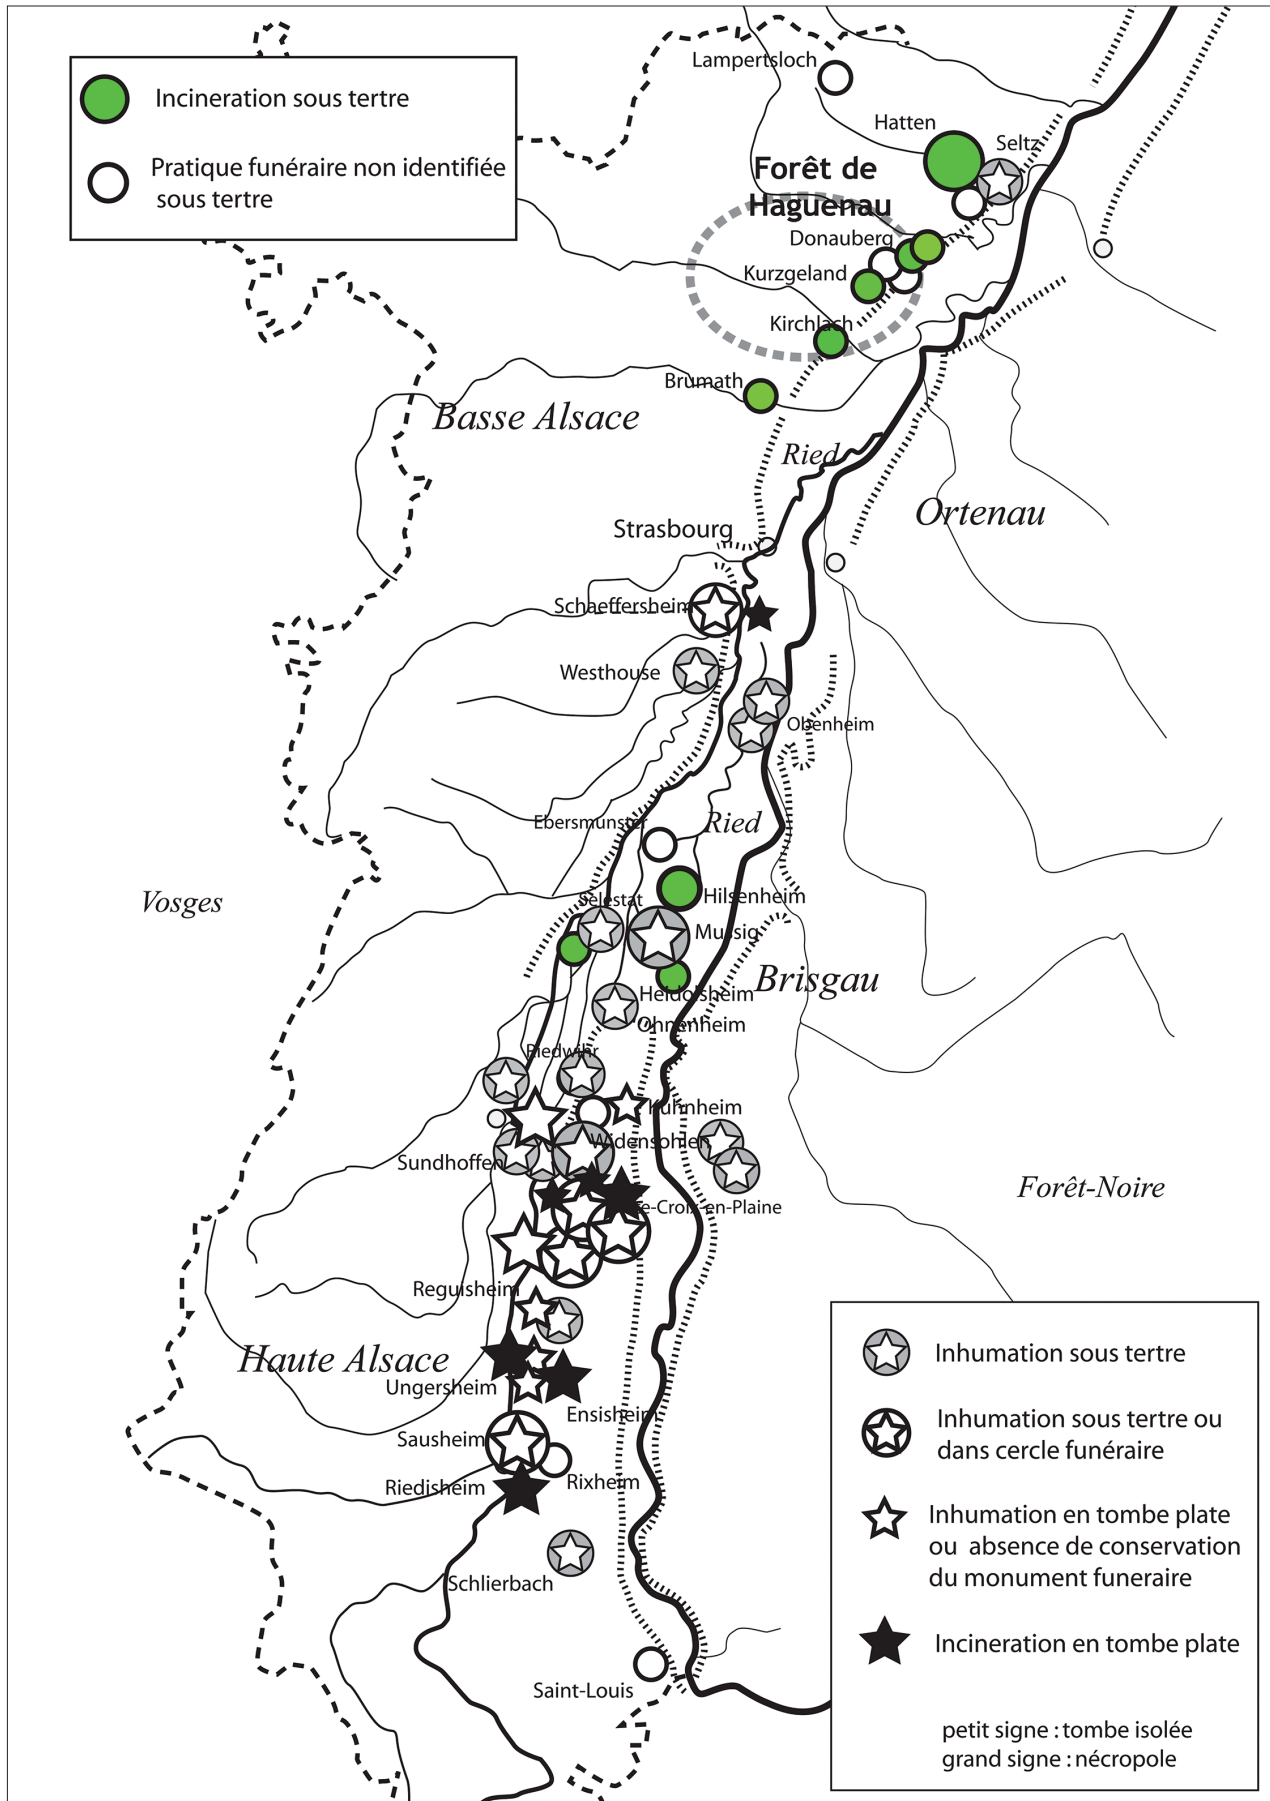 Lampertsloch
Incineration sous tertre
Pratique funéraire non identifiée
sous tertre
Hatten
Seltz
Forêt de
Haguenau
Donauberg
Kurzgeland
Kirchlach
Brumath
Basse Alsace
Ried
Ortenau
Strasbourg
Schaeffersheim
Westhouse
Obenheim
Ebersmunster
Ried
Vosges
Sélestat
Hilsenheim
Mussig
Brisgau
Heidolsheim
Ohnenheim
Riedwihr
Kuhnheim
Widensohlen
Sundhoffen
Forêt-Noire
e-Croix-en-Plaine
Reguisheim
Haute Alsace
Ungersheim
Ensisheim
Sausheim
Riedisheim
Rixheim
Schlierbach
Saint-Louis
Inhumation sous tertre
Inhumation sous tertre ou
dans cercle funéraire
Inhumation en tombe plate
ou absence de conservation
du monument funeraire
Incineration en tombe plate
petit signe : tombe isolée
grand signe : nécropole